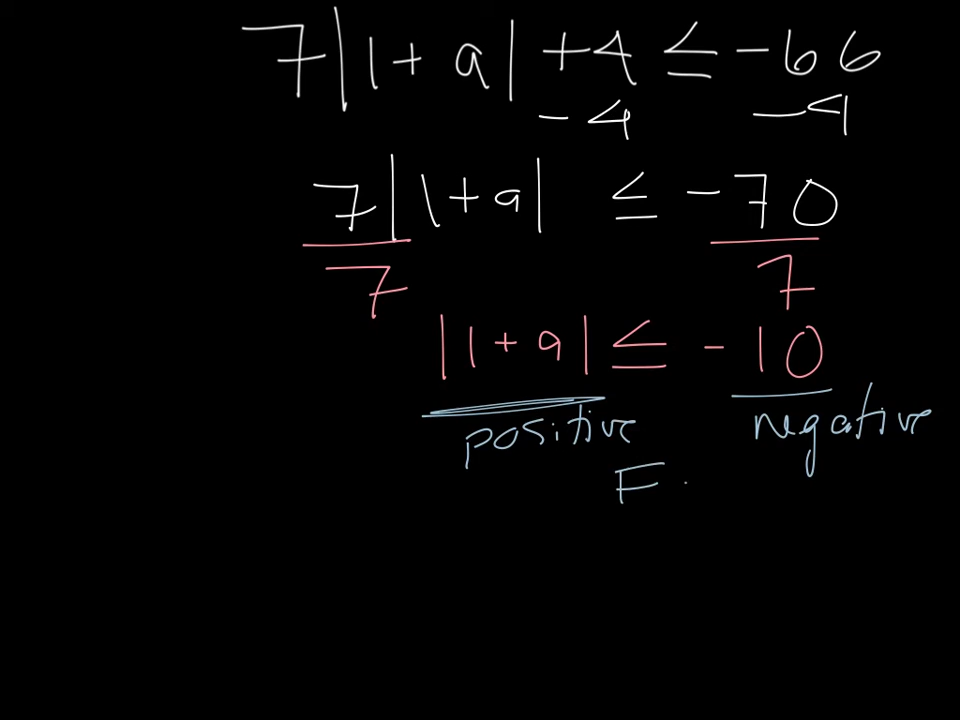 7|1+a| +4 ≤ -66
-4 -4
7|1+a| ≤ -70
7 7
|1+a| ≤ -10
positive negative
F.